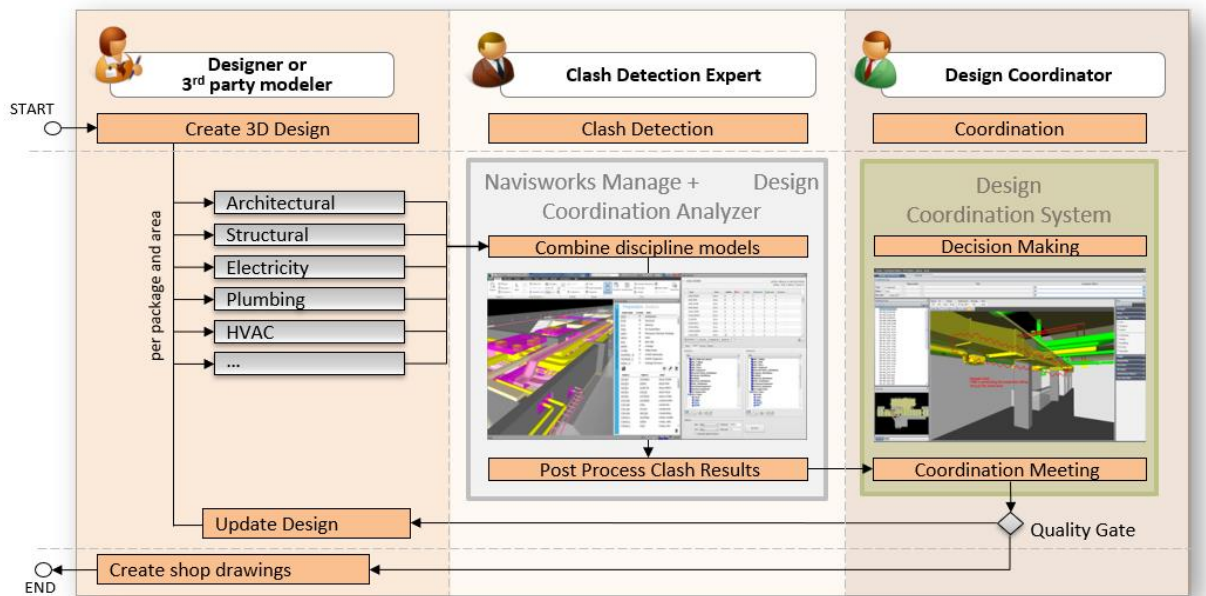 Designer or
3rd party modeler
Clash Detection Expert
Design Coordinator
START
Create 3D Design
Clash Detection
Coordination
per package and area
Architectural
Structural
Electricity
Plumbing
HVAC
...
Navisworks Manage + Design
Coordination Analyzer
Combine discipline models
Post Process Clash Results
Design
Coordination System
Decision Making
Coordination Meeting
Update Design
Quality Gate
Create shop drawings
END